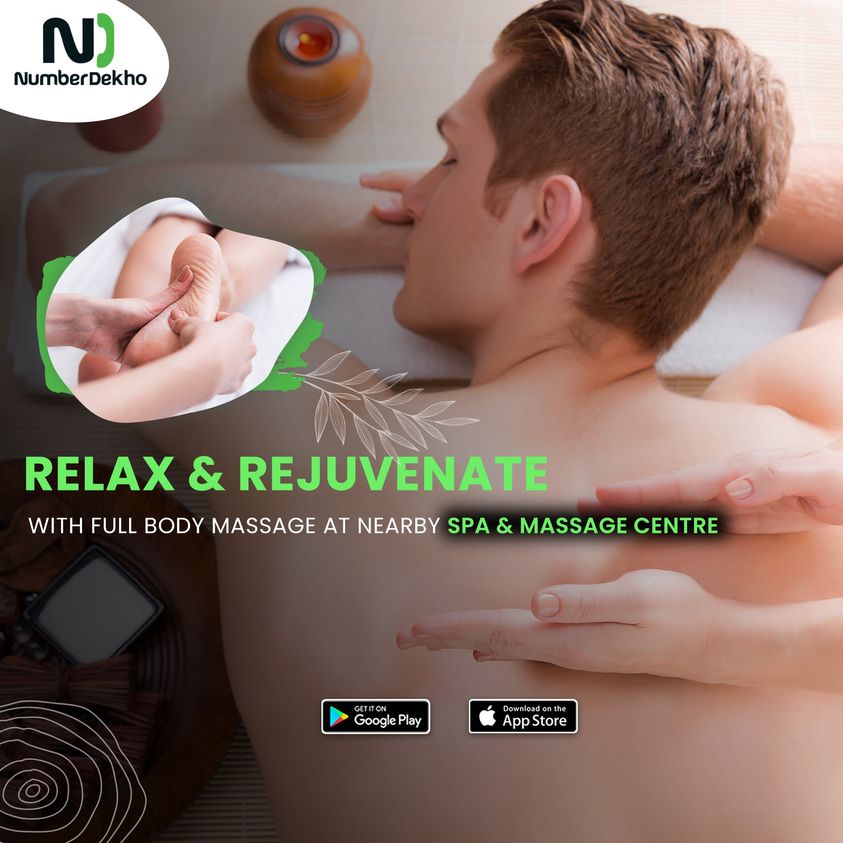 ND
NumberDekho
RELAX & REJUVENATE
WITH FULL BODY MASSAGE AT NEARBY SPA & MASSAGE CENTRE
GET IT ON
Google Play
Download on the
App Store